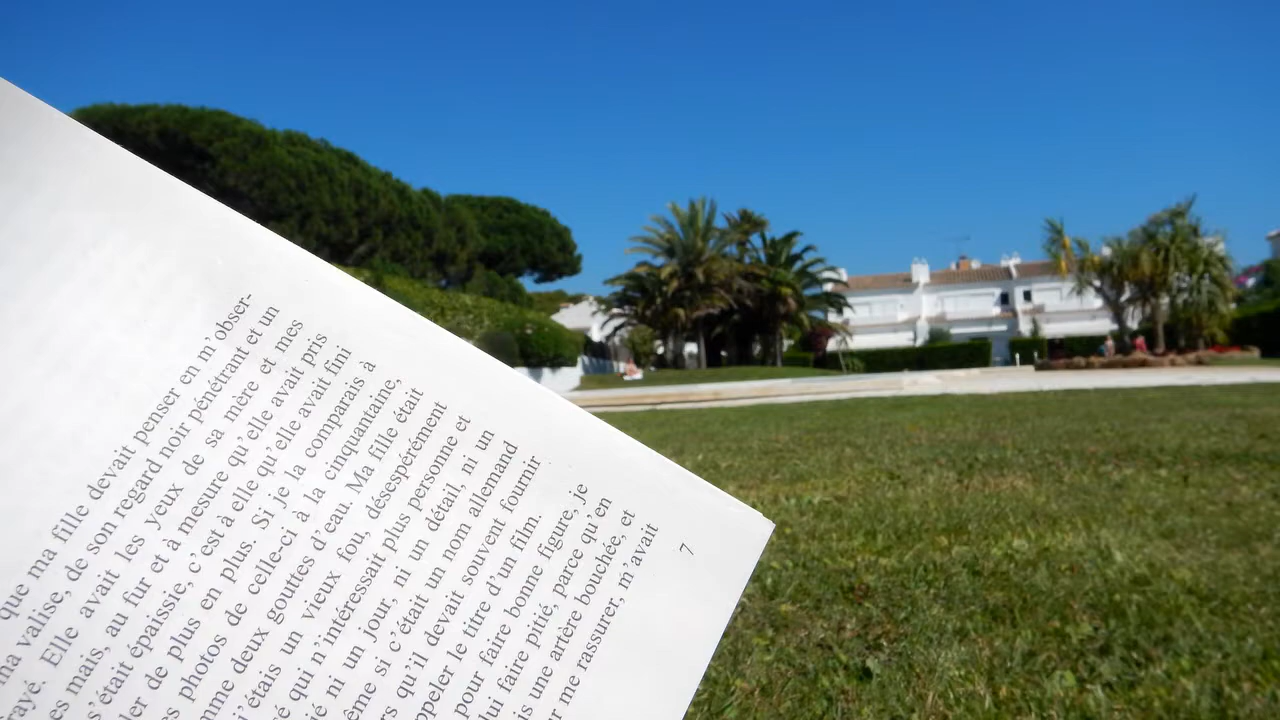 que ma fille devait penser en m'obser-
ma valise, de son regard noir pénétrant et un
rayé. Elle avait les yeux de sa mère et mes
es mais, au fur et à mesure qu'elle avait pris
s'était épaissie, c'est à elle qu'elle avait fini
ler de plus en plus. Si je la comparais à
es photos de celle-ci à la cinquantaine,
mme deux gouttes d'eau. Ma fille était
j'étais un vieux fou, désespérément
é qui n'intéressait plus personne et
ié ni un jour, ni un détail, ni un
ême si c'était un nom allemand
rs qu'il devait souvent fournir
ppeler le titre d'un film.
pour faire bonne figure, je
ui faire pitié, parce qu'en
is une artère bouchée, et
r me rassurer, m'avait
7